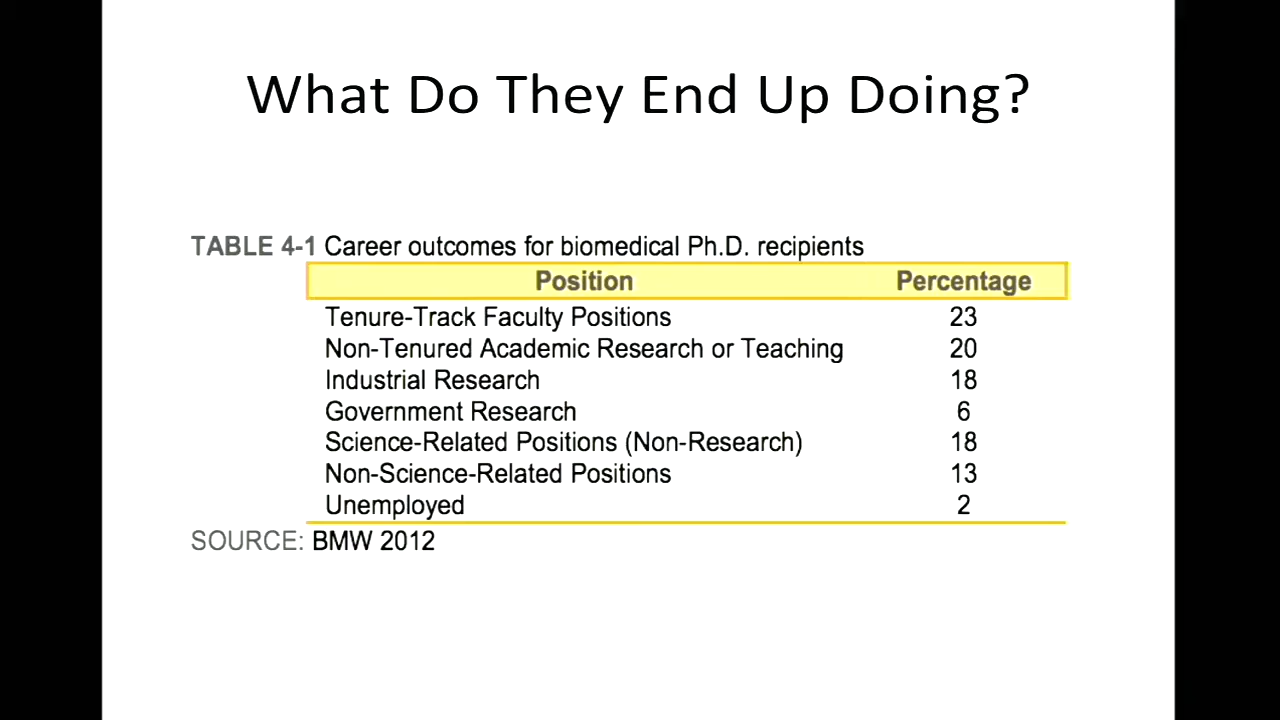 What Do They End Up Doing?
TABLE 4-1 Career outcomes for biomedical Ph.D. recipients
Position Percentage
Tenure-Track Faculty Positions 23
Non-Tenured Academic Research or Teaching 20
Industrial Research 18
Government Research 6
Science-Related Positions (Non-Research) 18
Non-Science-Related Positions 13
Unemployed 2
SOURCE: BMW 2012